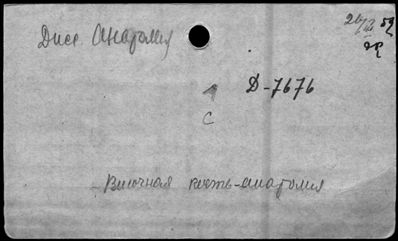 Дисс. Анатомия
Д-7676
С
Височная кость-анатомия